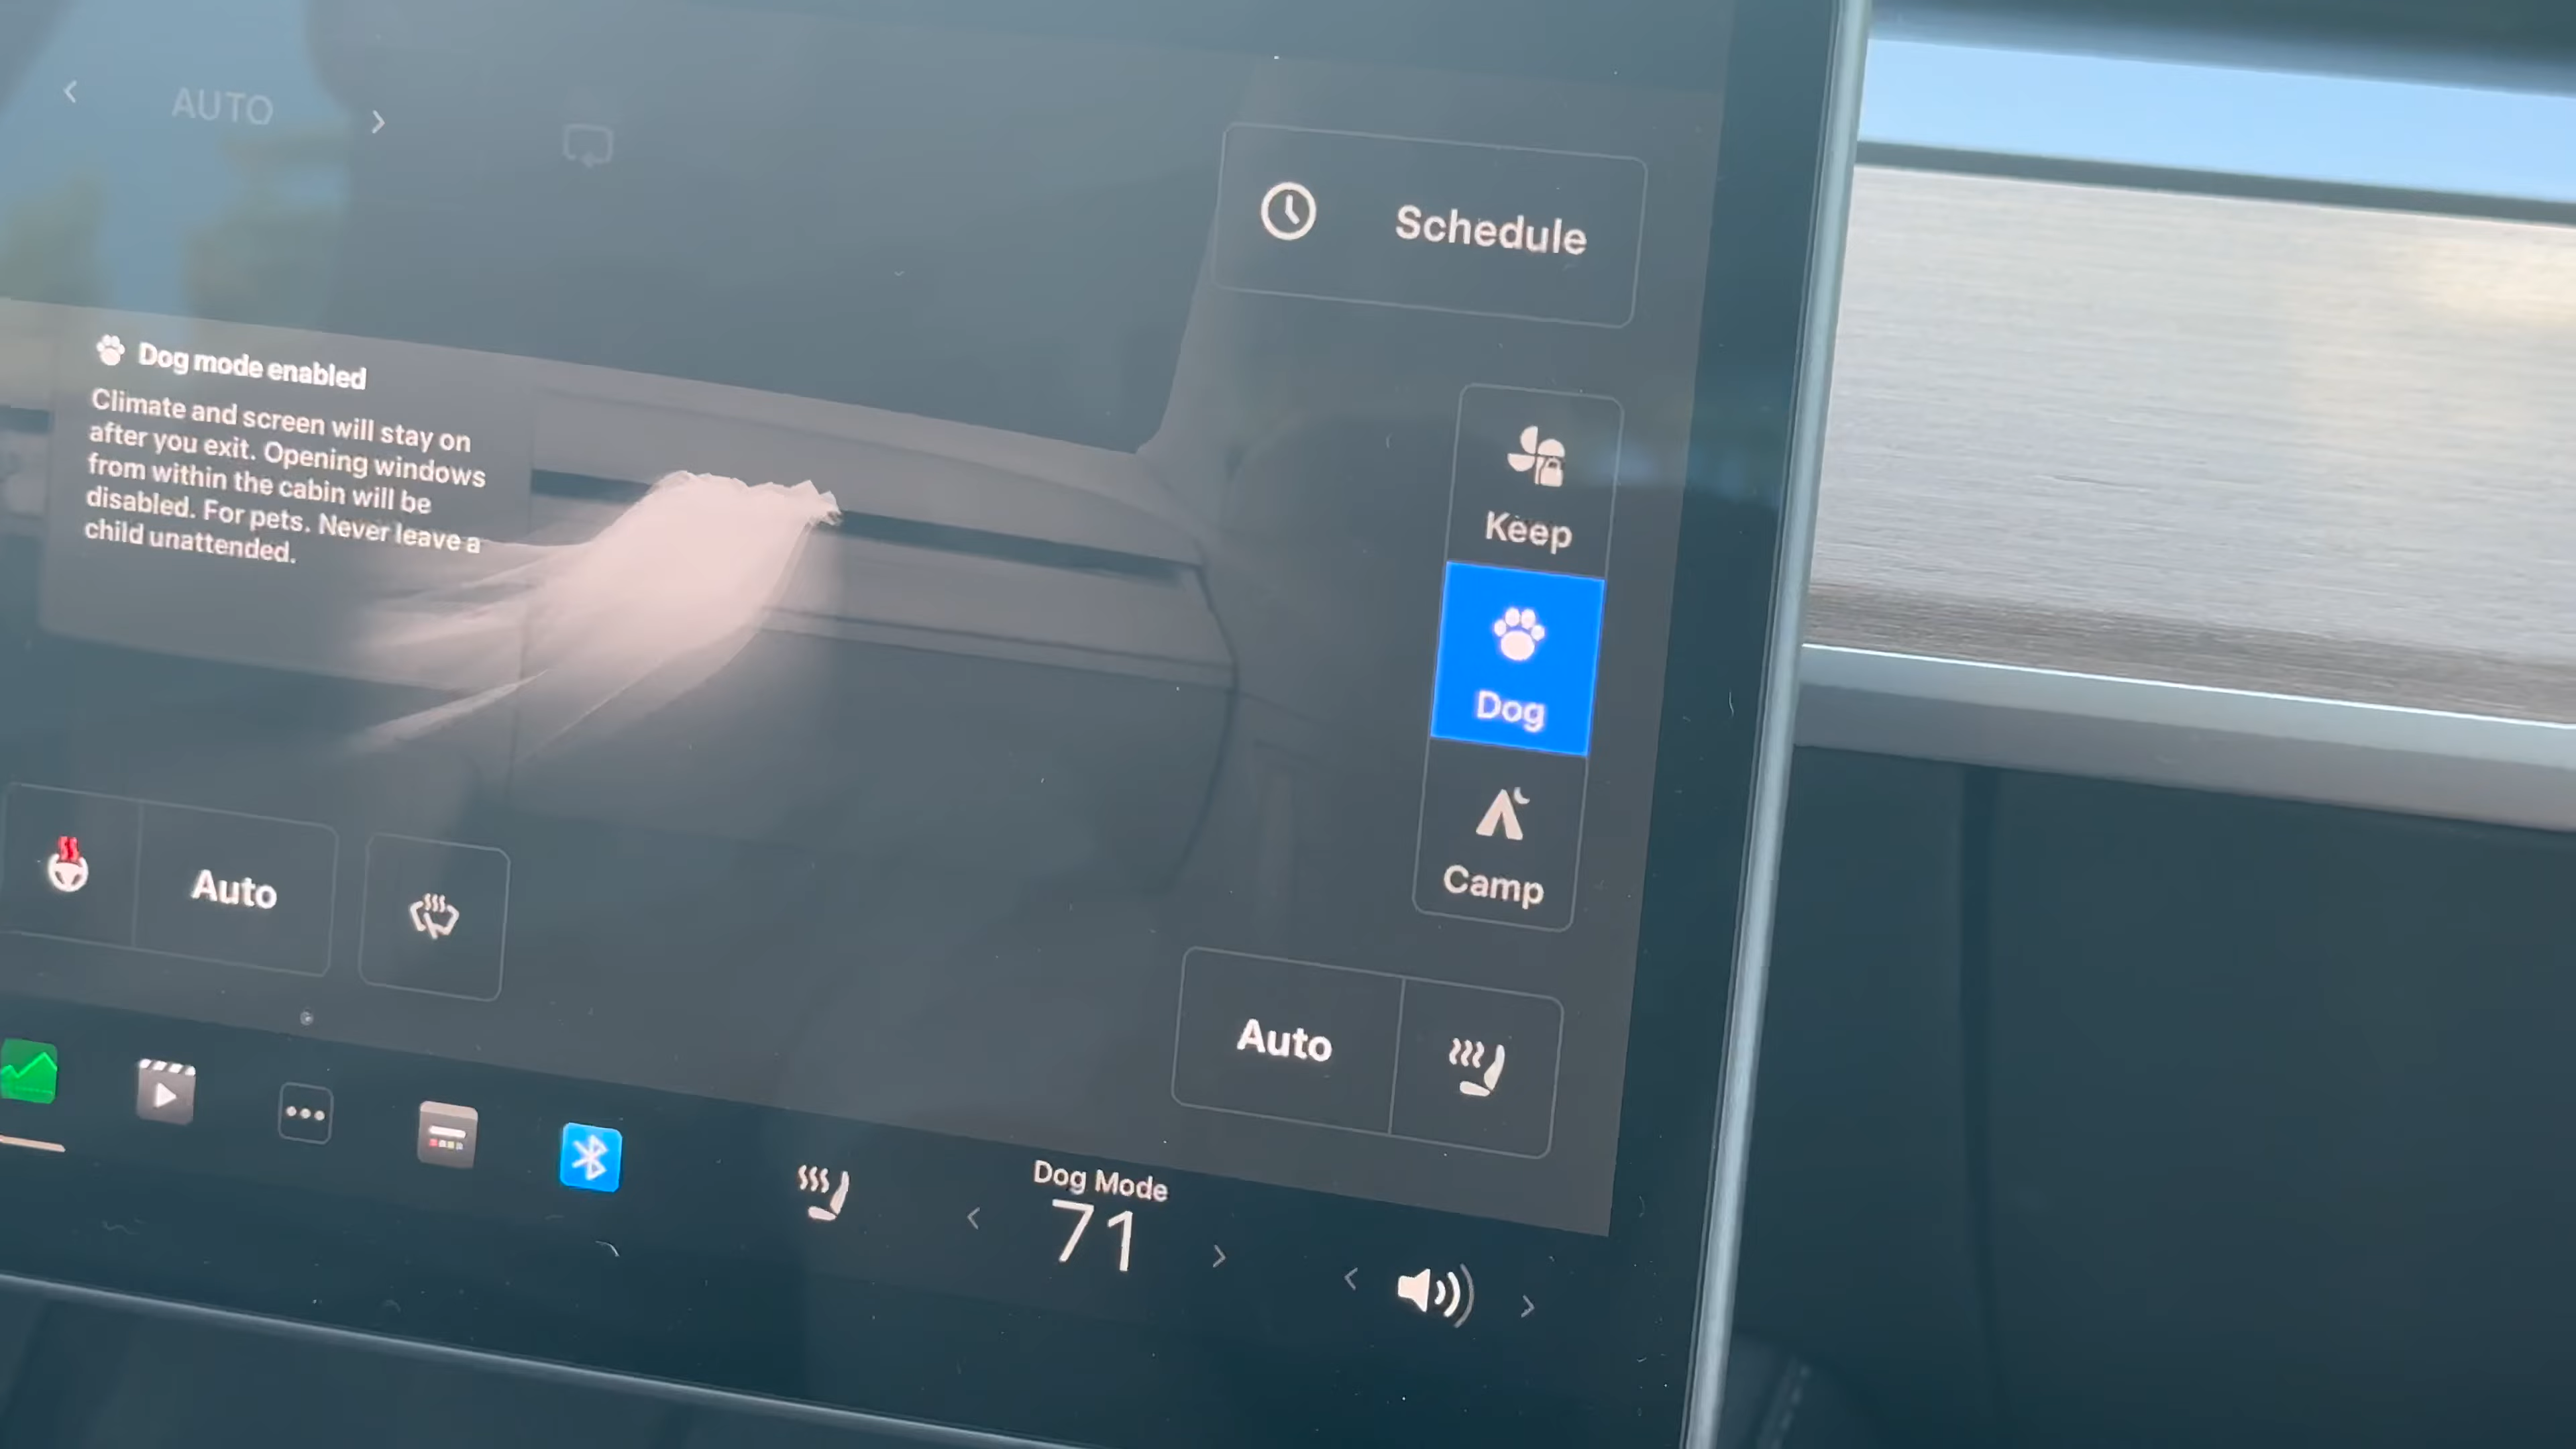 AUTO
Schedule
Dog mode enabled
Climate and screen will stay on
after you exit. Opening windows
from within the cabin will be
disabled. For pets. Never leave a
child unattended.
Keep
Dog
Camp
Auto
Auto
Dog Mode
71